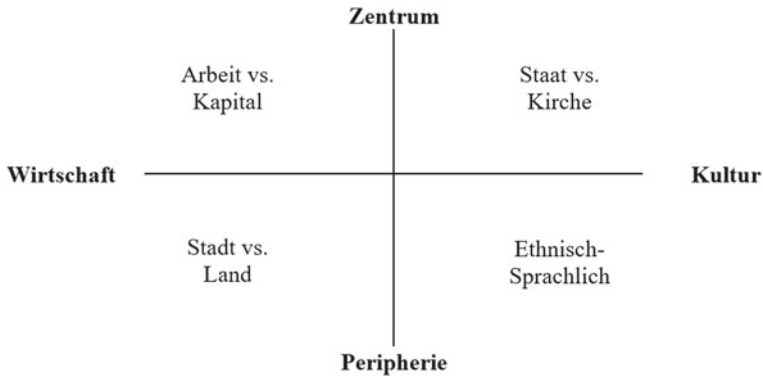 Zentrum
Arbeit vs.
Kapital
Staat vs.
Kirche
Wirtschaft
Kultur
Stadt vs.
Land
Ethnisch-
Sprachlich
Peripherie